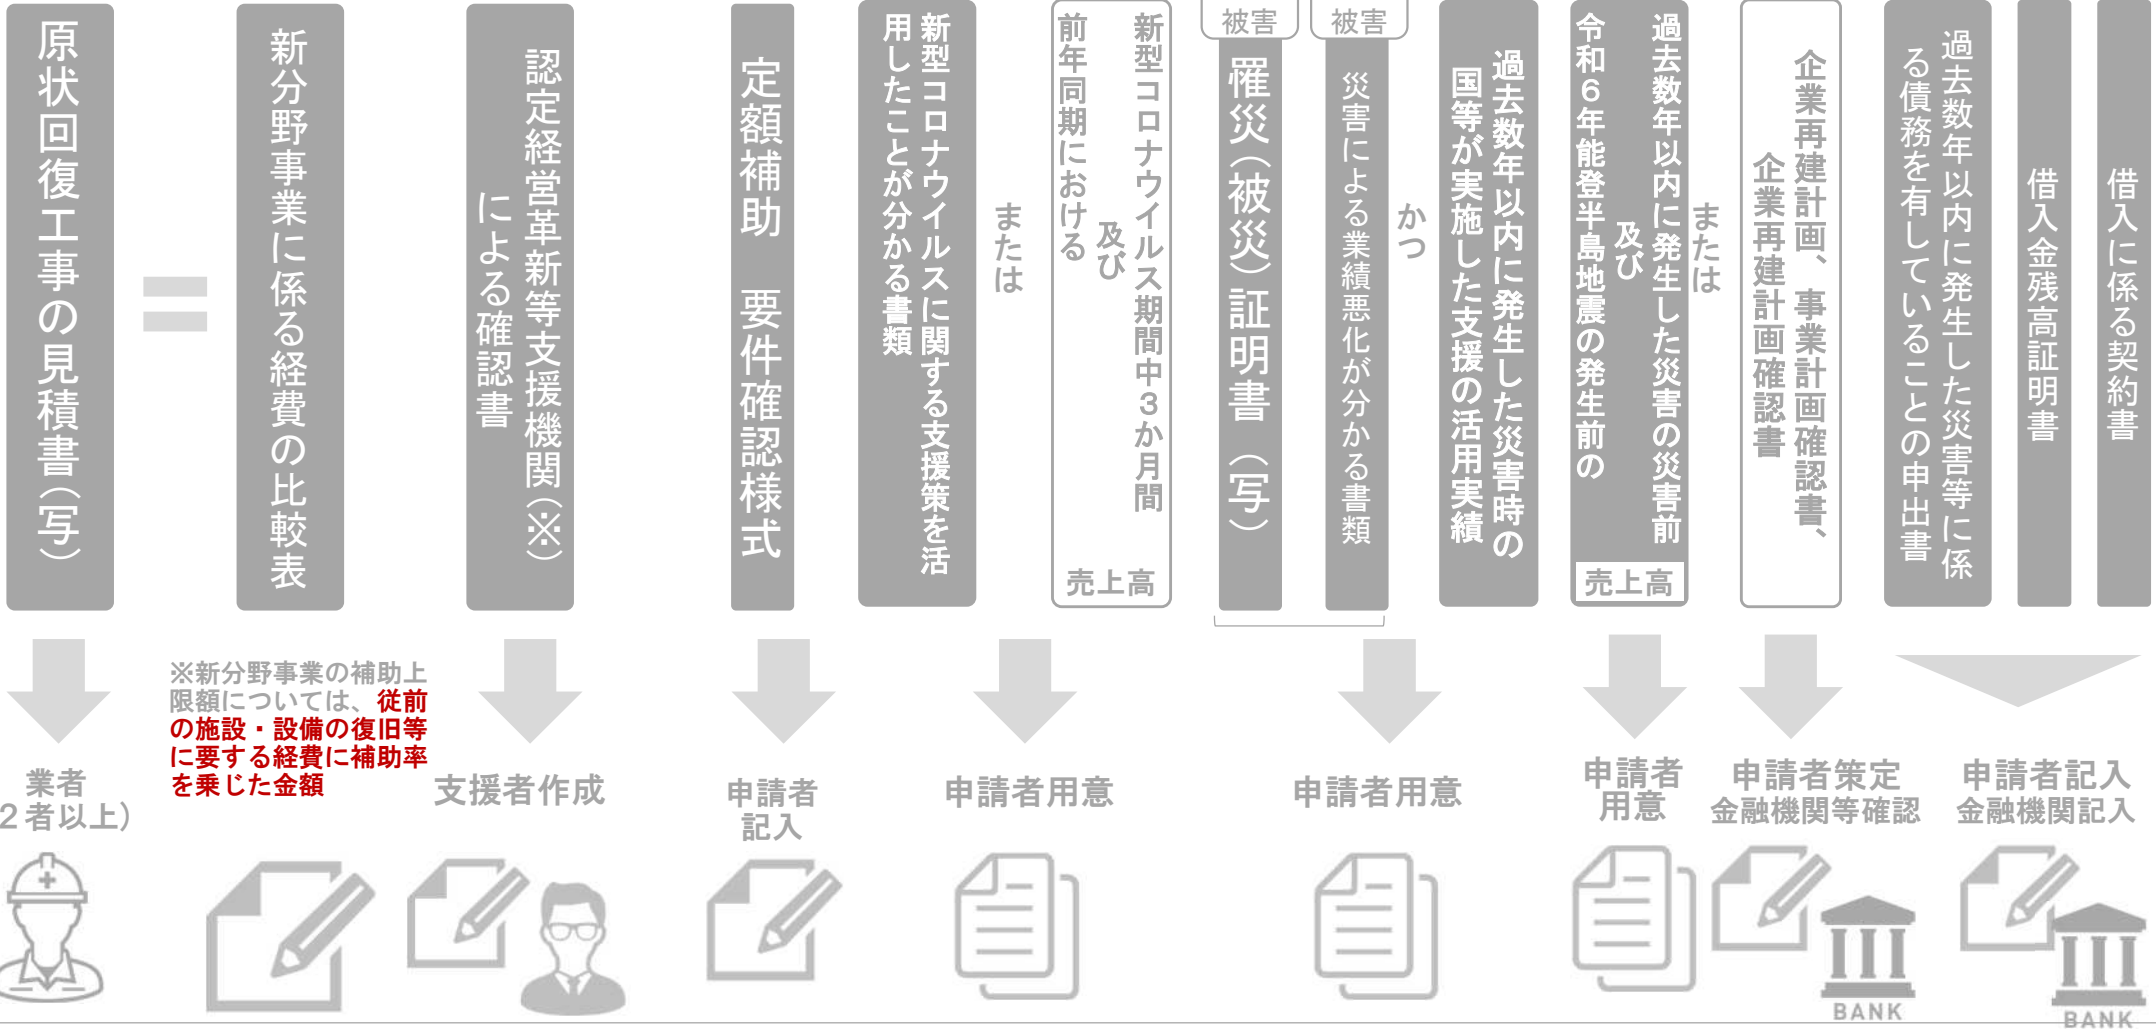 原状回復工事の見積書（写）
新分野事業に係る経費の比較表
認定経営革新等支援機関（※）
による確認書
定額補助　要件確認様式
新型コロナウイルスに関する支援策を活
用したことが分かる書類
または
新型コロナウイルス期間中３か月間
及び
前年同期における
売上高
被害
罹災（被災）証明書（写）
被害
災害による業績悪化が分かる書類
かつ
過去数年以内に発生した災害時の
国等が実施した支援の活用実績
過去数年以内に発生した災害の災害前
及び
令和６年能登半島地震の発生前の
売上高
または
企業再建計画、事業計画確認書、
企業再建計画確認書
過去数年以内に発生した災害等に係
る債務を有していることの申出書
借入金残高証明書
借入に係る契約書
※新分野事業の補助上
限額については、従前
の施設・設備の復旧等
に要する経費に補助率
を乗じた金額
業者
２者以上）
支援者作成
申請者
記入
申請者用意
申請者用意
申請者
用意
申請者策定
金融機関等確認
申請者記入
金融機関記入
BANK
BANK